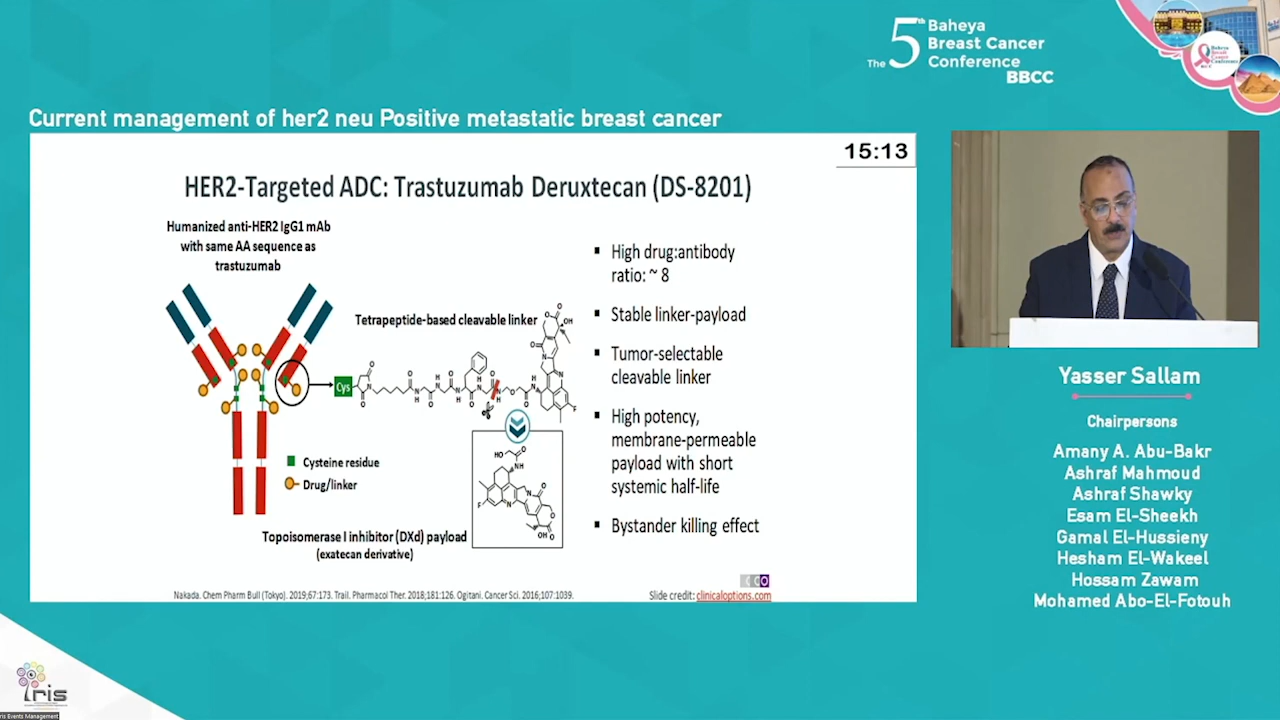 The 5th Baheya
Breast Cancer
Conference
BBCC
Current management of her2 neu Positive metastatic breast cancer
15:13
HER2-Targeted ADC: Trastuzumab Deruxtecan (DS-8201)
Humanized anti-HER2 IgG1 mAb
with same AA sequence as
trastuzumab
Tetrapeptide-based cleavable linker
Cys
Cysteine residue
Drug/linker
Topoisomerase I inhibitor (DXd) payload
(exatecan derivative)
▪ High drug:antibody
ratio: ~ 8
▪ Stable linker-payload
▪ Tumor-selectable
cleavable linker
▪ High potency,
membrane-permeable
payload with short
systemic half-life
▪ Bystander killing effect
Nakada. Chem Pharm Bull (Tokyo). 2019;67:173. Trail. Pharmacol Ther. 2018;181:126. Ogitani. Cancer Sci. 2016;107:1039.
Slide credit: clinicaloptions.com
Yasser Sallam
Chairpersons
Amany A. Abu-Bakr
Ashraf Mahmoud
Ashraf Shawky
Esam El-Sheekh
Gamal El-Hussieny
Hesham El-Wakeel
Hossam Zawam
Mohamed Abo-El-Fotouh
Iris
Iris Events Management